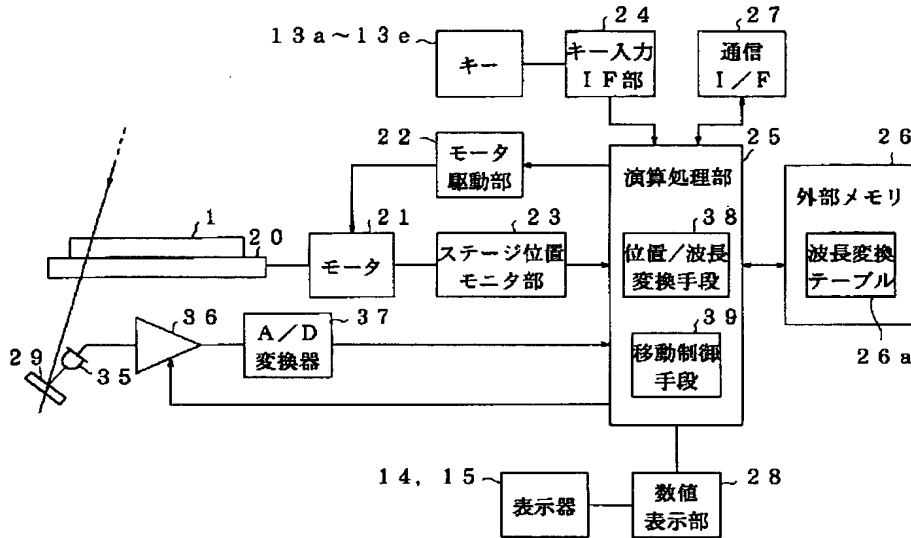 １３ａ～１３ｅ
キー
２４
キー入力
ＩＦ部
２７
通信
Ｉ／Ｆ
２２
モータ
駆動部
２５
演算処理部
２６
外部メモリ
１
２０
２１
モータ
２３
ステージ位置
モニタ部
３８
位置／波長
変換手段
波長変換
テーブル
２６ａ
３６
３７
Ａ／Ｄ
変換器
３９
移動制御
手段
２９
３５
１４，１５
表示器
２８
数値
表示部